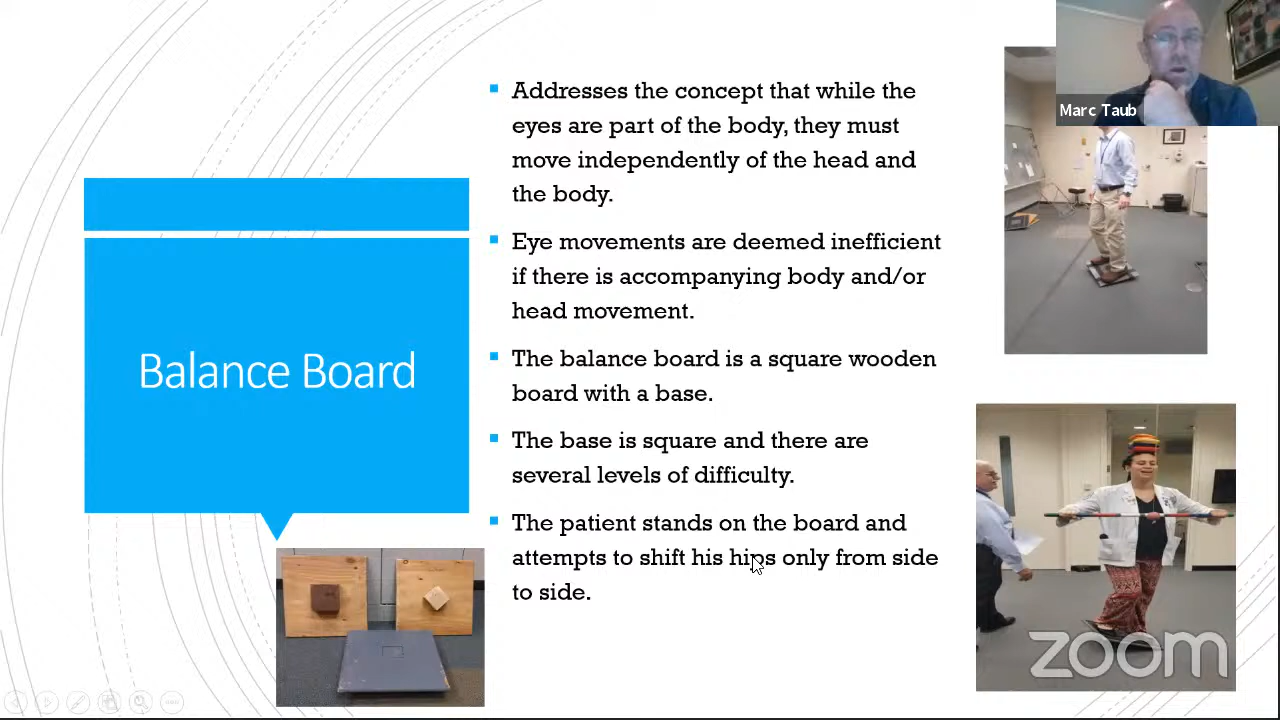 Marc Taub
Balance Board
Addresses the concept that while the
eyes are part of the body, they must
move independently of the head and
the body.
Eye movements are deemed inefficient
if there is accompanying body and/or
head movement.
The balance board is a square wooden
board with a base.
The base is square and there are
several levels of difficulty.
The patient stands on the board and
attempts to shift his hips only from side
to side.
zoom